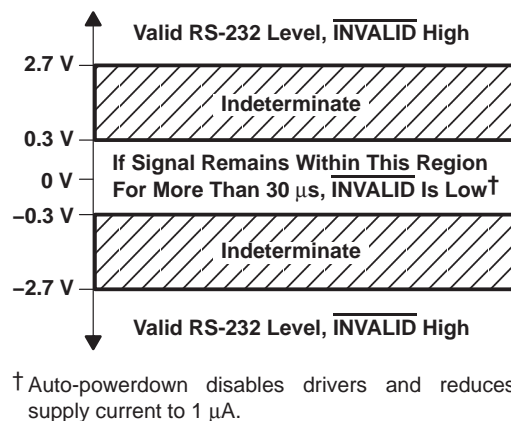 Valid RS-232 Level, INVALID High
2.7 V
Indeterminate
0.3 V
If Signal Remains Within This Region
0 V
For More Than 30 μs, INVALID Is Low†
–0.3 V
Indeterminate
–2.7 V
Valid RS-232 Level, INVALID High
† Auto-powerdown disables drivers and reduces
supply current to 1 μA.